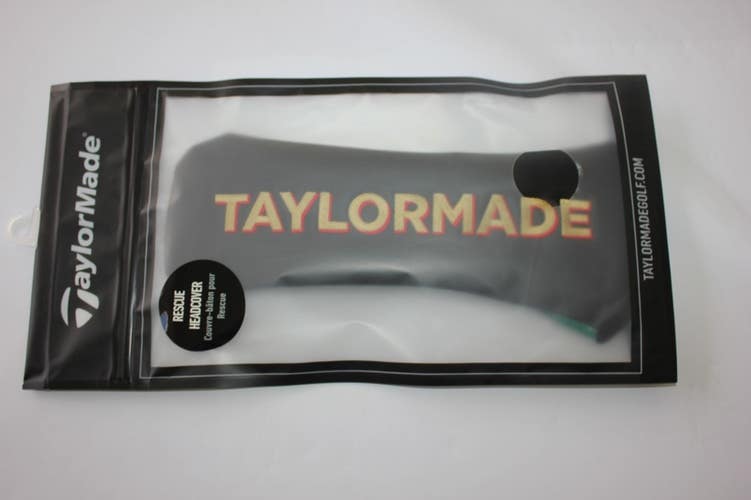 TaylorMade®
TAYLORMADE
RESCUE
HEADCOVER
Couvre-bâton pour
Rescue
TAYLORMADEGOLF.COM